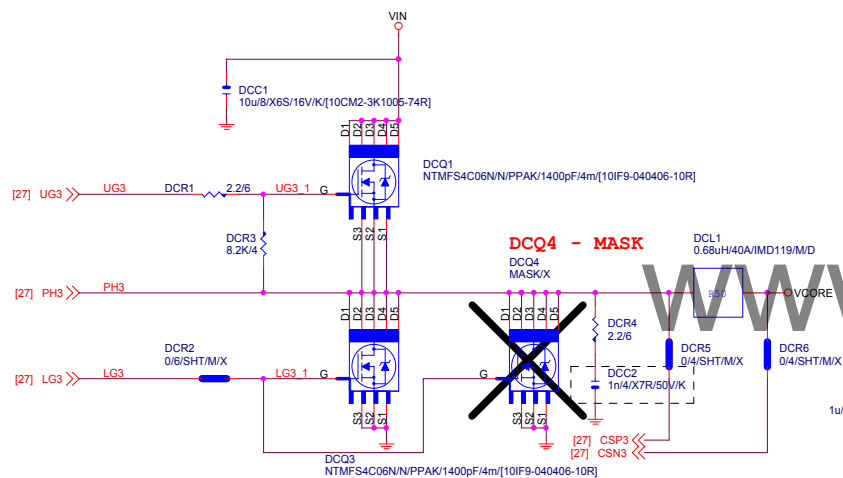 VIN
DCC1
10u/8/X6S/16V/K/[10CM2-3K1005-74R]
D1 D2 D3 D4 D5
DCQ1
NTMFS4C06N/N/PPAK/1400pF/4m/[10IF9-040406-10R]
[27] UG3
UG3
DCR1
2.2/6
UG3_1
G
S3 S2 S1
DCR3
8.2K/4
DCQ4 - MASK
DCQ4
MASK/X
DCL1
0.68uH/40A/IMD119/M/D
R50
VCORE
WWW
[27] PH3
PH3
D1 D2 D3 D4 D5
D1 D2 D3 D4 D5
DCR4
2.2/6
DCR2
0/6/SHT/M/X
DCR5
0/4/SHT/M/X
DCR6
0/4/SHT/M/X
[27] LG3
LG3
LG3_1
G
G
DCC2
1n/4/X7R/50V/K
1u/
S3 S2 S1
S3 S2 S1
[27] CSP3
[27] CSN3
DCQ3
NTMFS4C06N/N/PPAK/1400pF/4m/[10IF9-040406-10R]